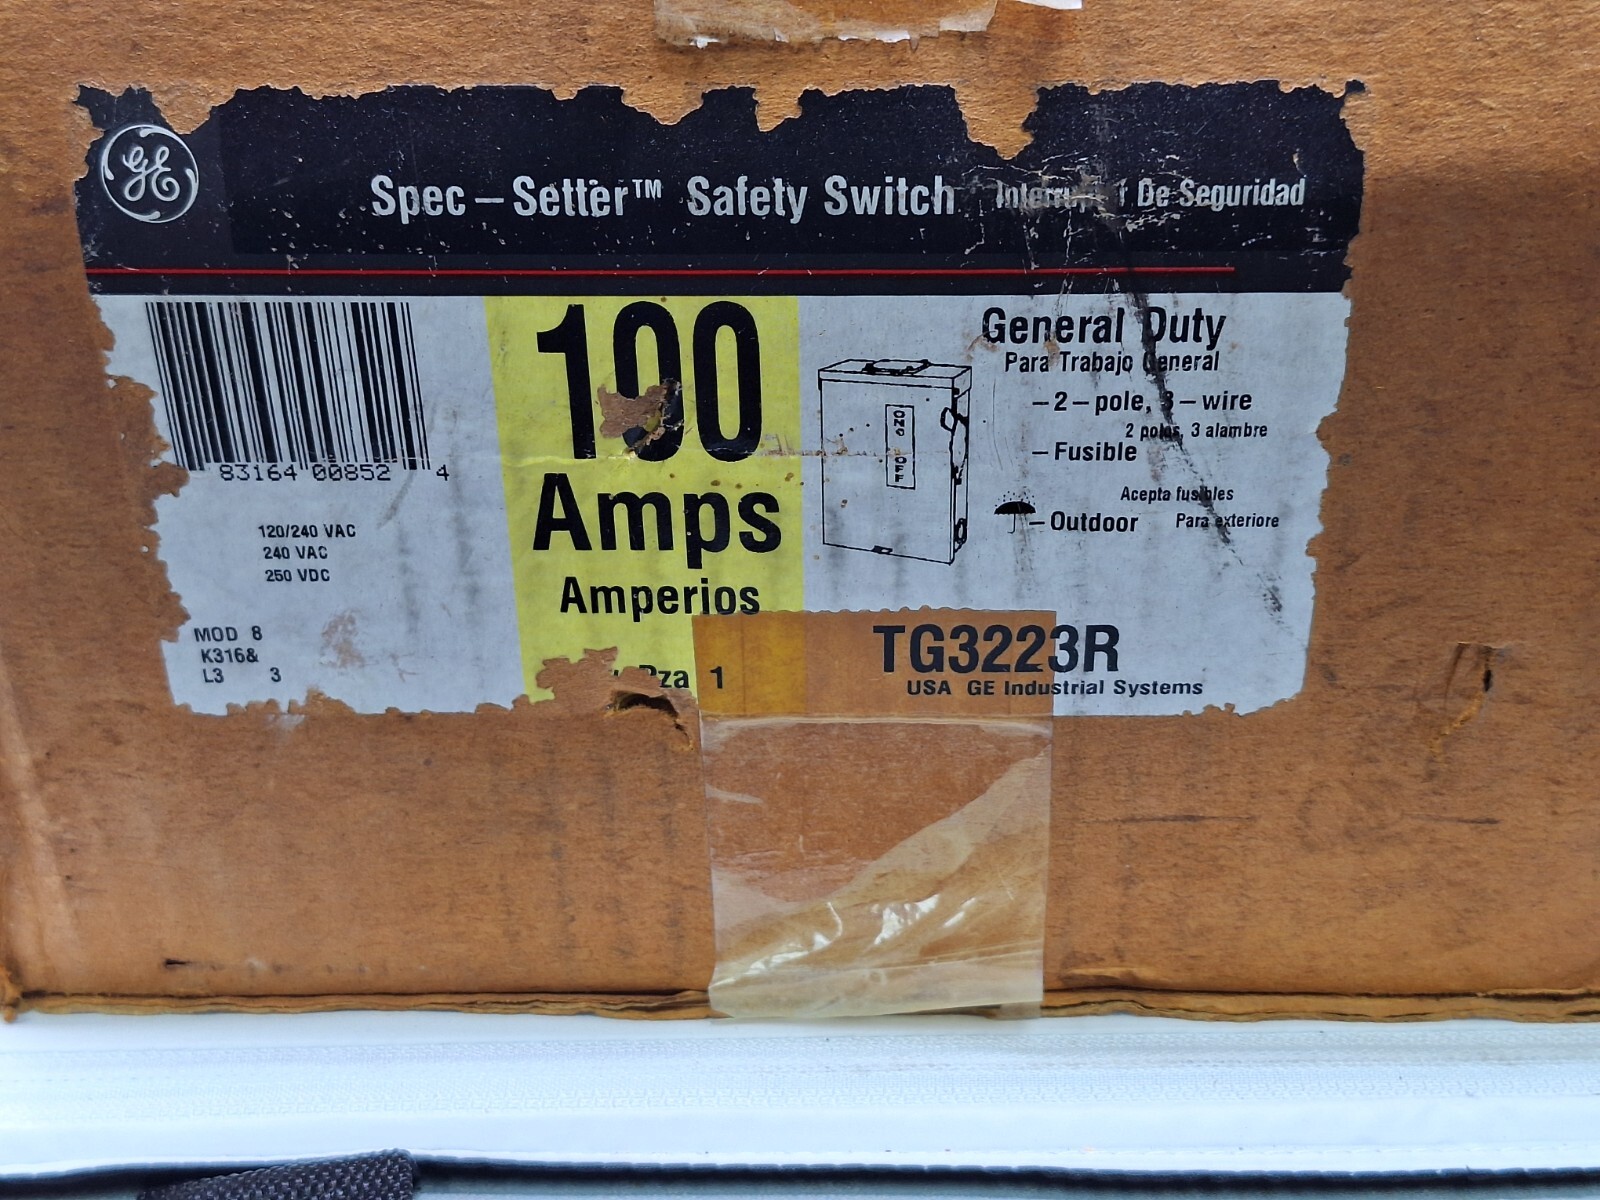 GE
Spec-Setter™ Safety Switch
De Seguridad
100
Amps
Amperios
Pza 1
83164 00852 4
120/240 VAC
240 VAC
250 VDC
MOD 8
K316&
L3 3
ON
OFF
General Duty
Para Trabajo General
-2-pole, 3-wire
2 polos, 3 alambre
-Fusible
Acepta fusibles
-Outdoor Para exteriore
TG3223R
USA GE Industrial Systems